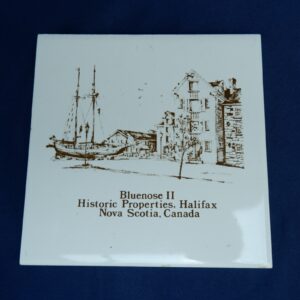 Bluenose II
Historic Properties, Halifax
Nova Scotia, Canada